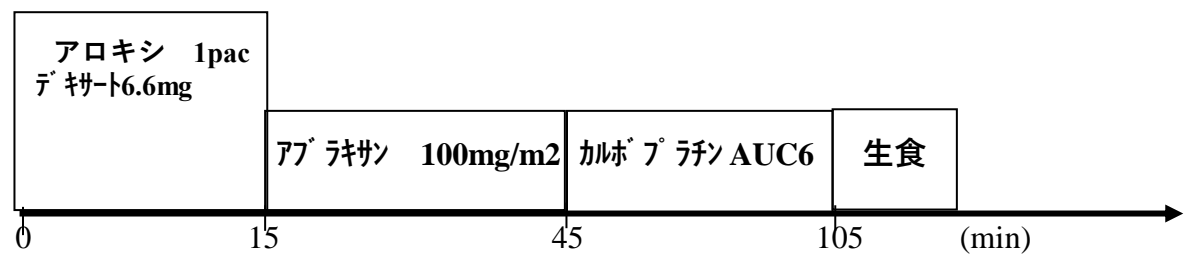 アロキシ　1pac
ﾃﾞｷｻｰﾄ6.6mg
ｱﾌﾞﾗｷｻﾝ　100mg/m2
ｶﾙﾎﾞﾌﾟﾗﾁﾝ AUC6
生食
0 15 45 105 (min)